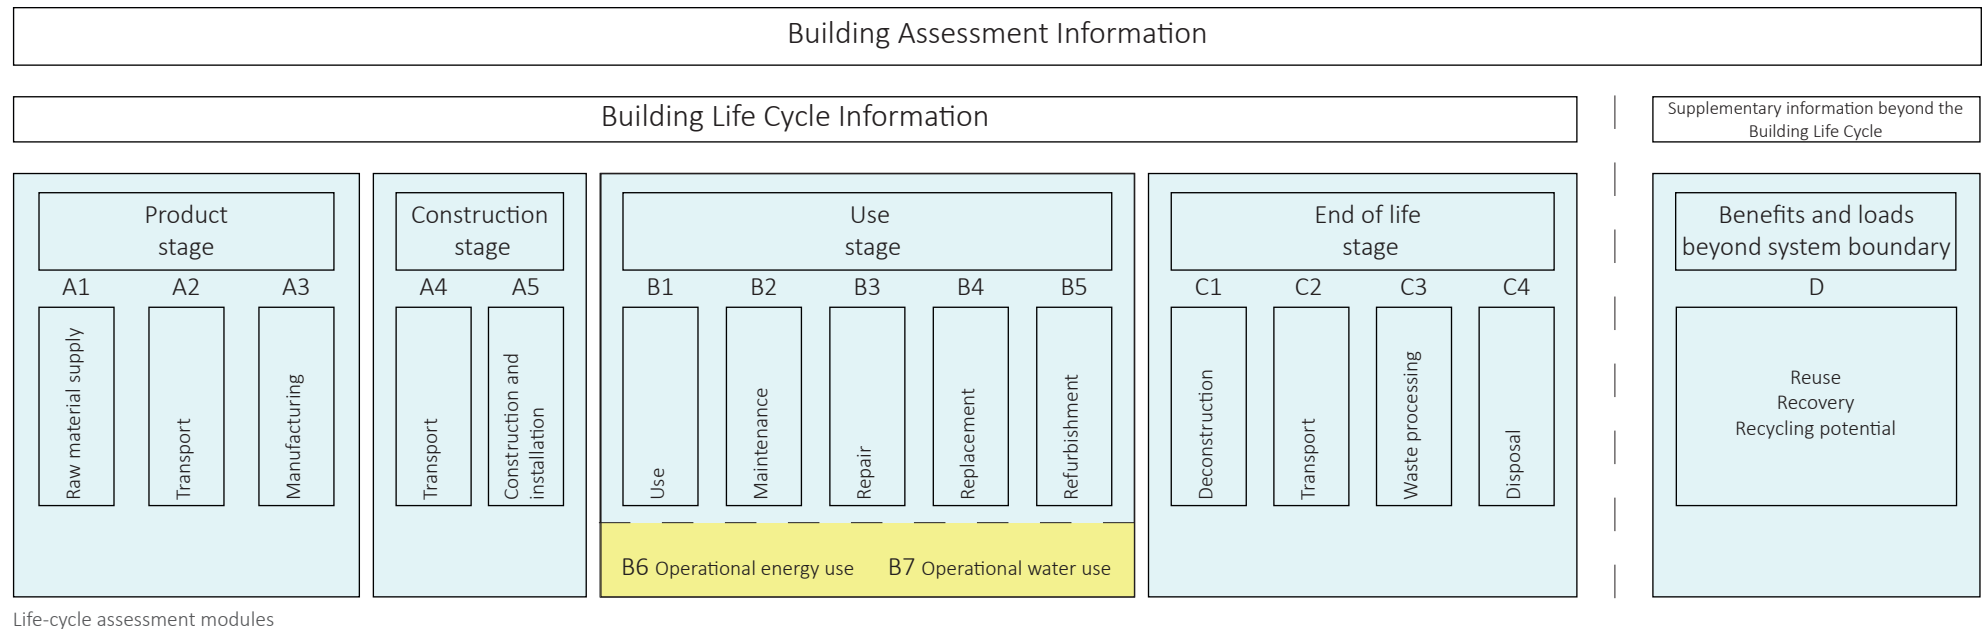 Building Assessment Information
Building Life Cycle Information
Supplementary information beyond the
Building Life Cycle
Product
stage
A1
A2
A3
Raw material supply
Transport
Manufacturing
Construction
stage
A4
A5
Transport
Construction and
installation
Use
stage
B1
B2
B3
B4
B5
Use
Maintenance
Repair
Replacement
Refurbishment
B6 Operational energy use
B7 Operational water use
End of life
stage
C1
C2
C3
C4
Deconstruction
Transport
Waste processing
Disposal
Benefits and loads
beyond system boundary
D
Reuse
Recovery
Recycling potential
Life-cycle assessment modules